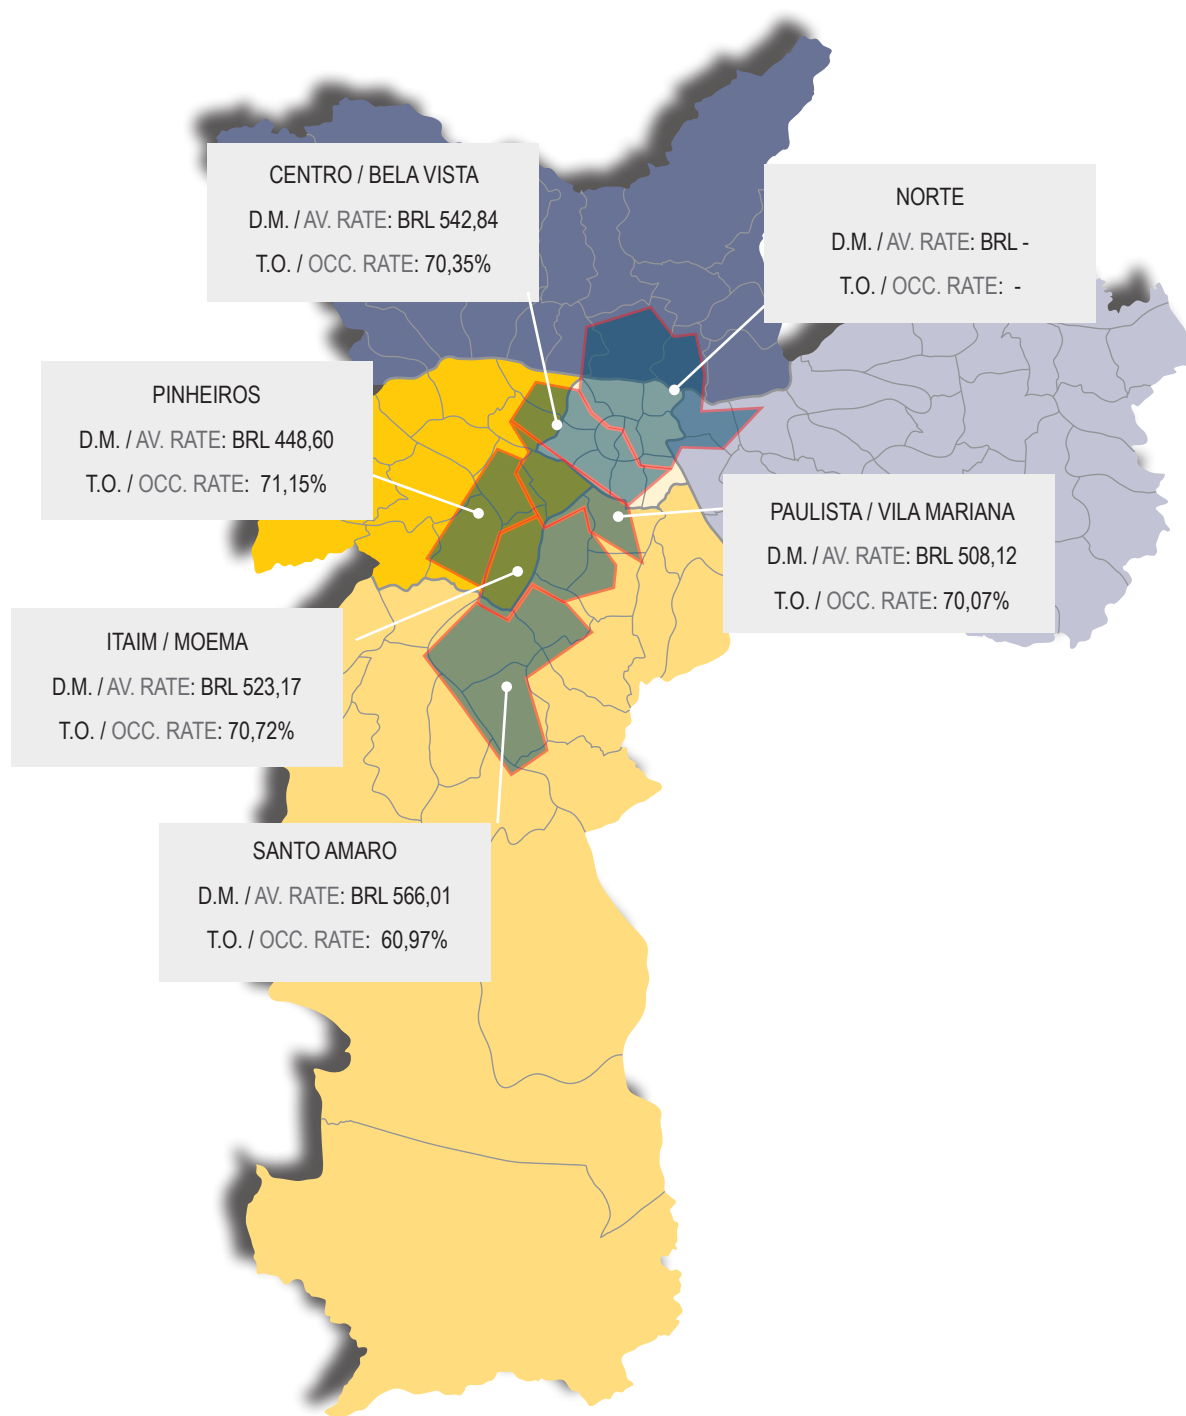 CENTRO / BELA VISTA
D.M. / AV. RATE: BRL 542,84
T.O. / OCC. RATE: 70,35%
NORTE
D.M. / AV. RATE: BRL -
T.O. / OCC. RATE: -
PINHEIROS
D.M. / AV. RATE: BRL 448,60
T.O. / OCC. RATE: 71,15%
PAULISTA / VILA MARIANA
D.M. / AV. RATE: BRL 508,12
T.O. / OCC. RATE: 70,07%
ITAIM / MOEMA
D.M. / AV. RATE: BRL 523,17
T.O. / OCC. RATE: 70,72%
SANTO AMARO
D.M. / AV. RATE: BRL 566,01
T.O. / OCC. RATE: 60,97%